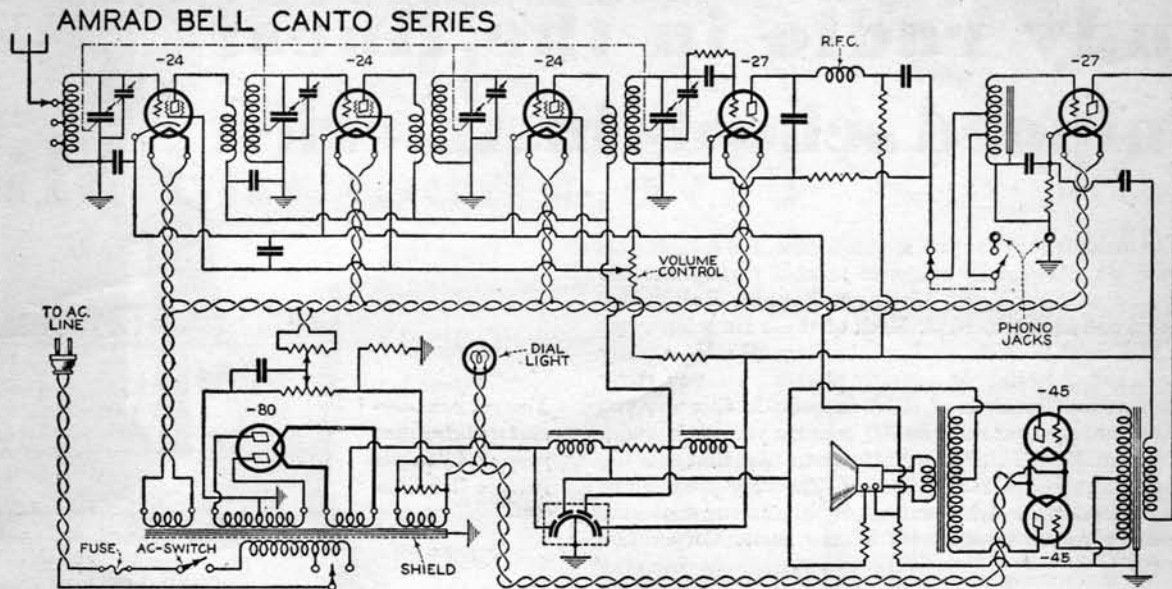 AMRAD BELL CANTO SERIES
-24
-24
-24
-27
R.F.C.
-27
VOLUME
CONTROL
PHONO
JACKS
TO AC.
LINE
DIAL
LIGHT
-80
-45
-45
FUSE
AC-SWITCH
SHIELD